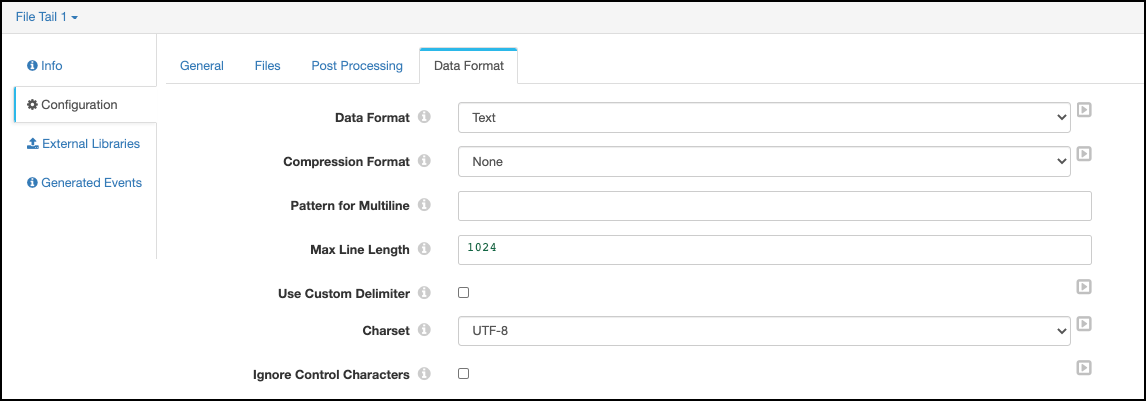 File Tail 1
Info
Configuration
External Libraries
Generated Events
General Files Post Processing Data Format
Data Format Text
Compression Format None
Pattern for Multiline
Max Line Length 1024
Use Custom Delimiter
Charset UTF-8
Ignore Control Characters